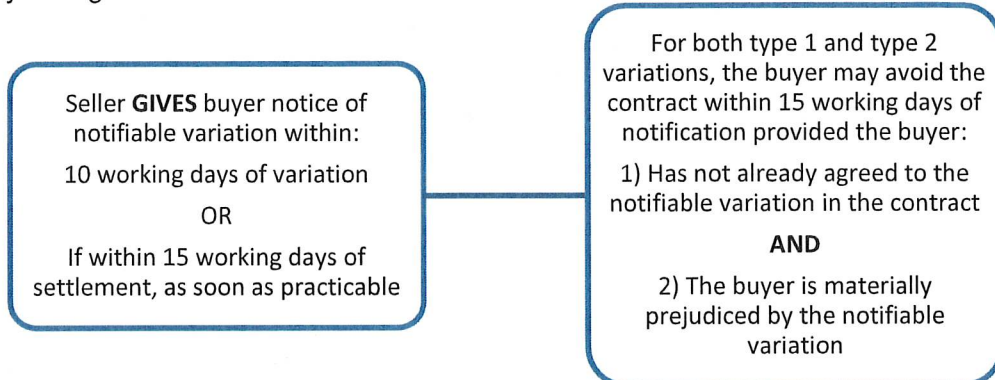 Seller GIVES buyer notice of
notifiable variation within:
10 working days of variation
OR
If within 15 working days of
settlement, as soon as practicable
For both type 1 and type 2
variations, the buyer may avoid the
contract within 15 working days of
notification provided the buyer:
1) Has not already agreed to the
notifiable variation in the contract
AND
2) The buyer is materially
prejudiced by the notifiable
variation